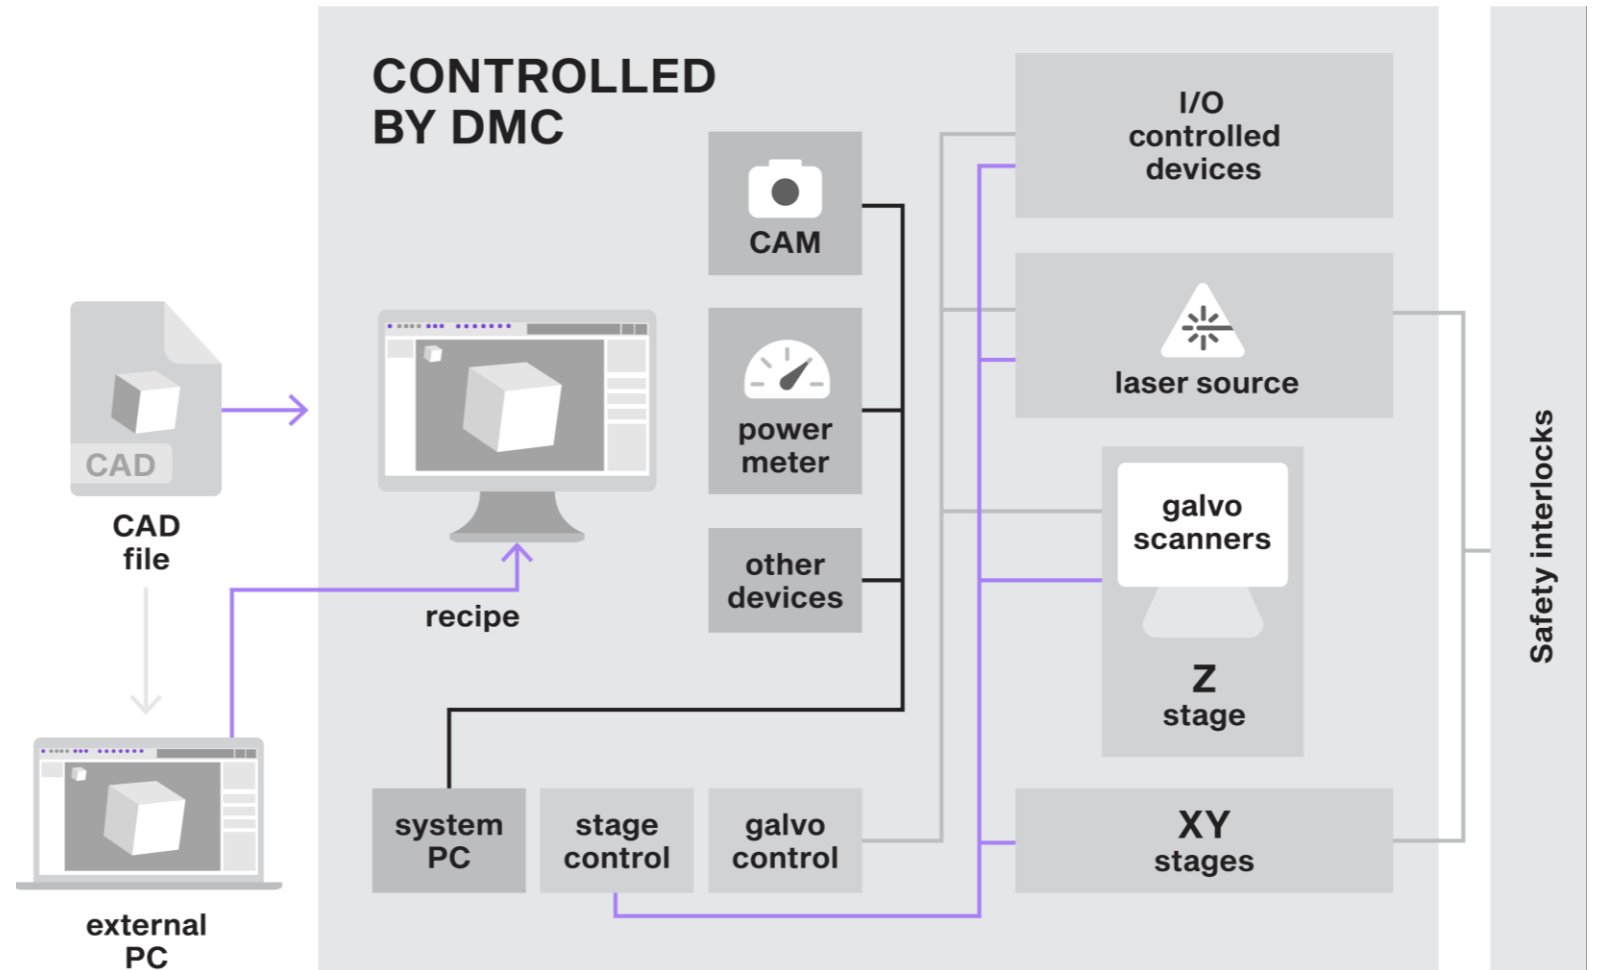 CONTROLLED
BY DMC
CAM
power
meter
other
devices
I/O
controlled
devices
laser source
galvo
scanners
Z
stage
XY
stages
Safety interlocks
CAD
CAD
file
recipe
system
PC
stage
control
galvo
control
external
PC